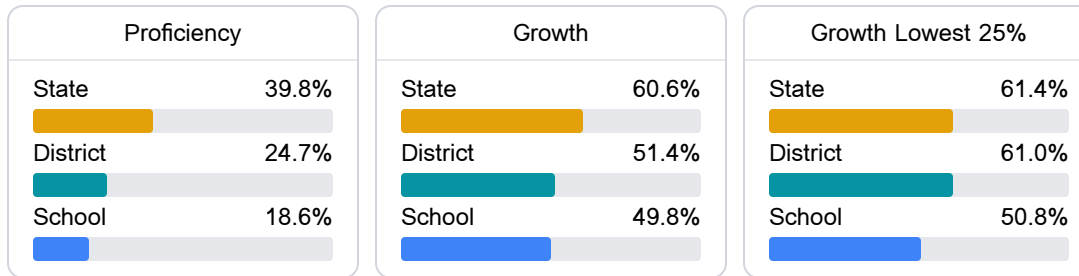 Proficiency
State 39.8%
District 24.7%
School 18.6%
Growth
State 60.6%
District 51.4%
School 49.8%
Growth Lowest 25%
State 61.4%
District 61.0%
School 50.8%